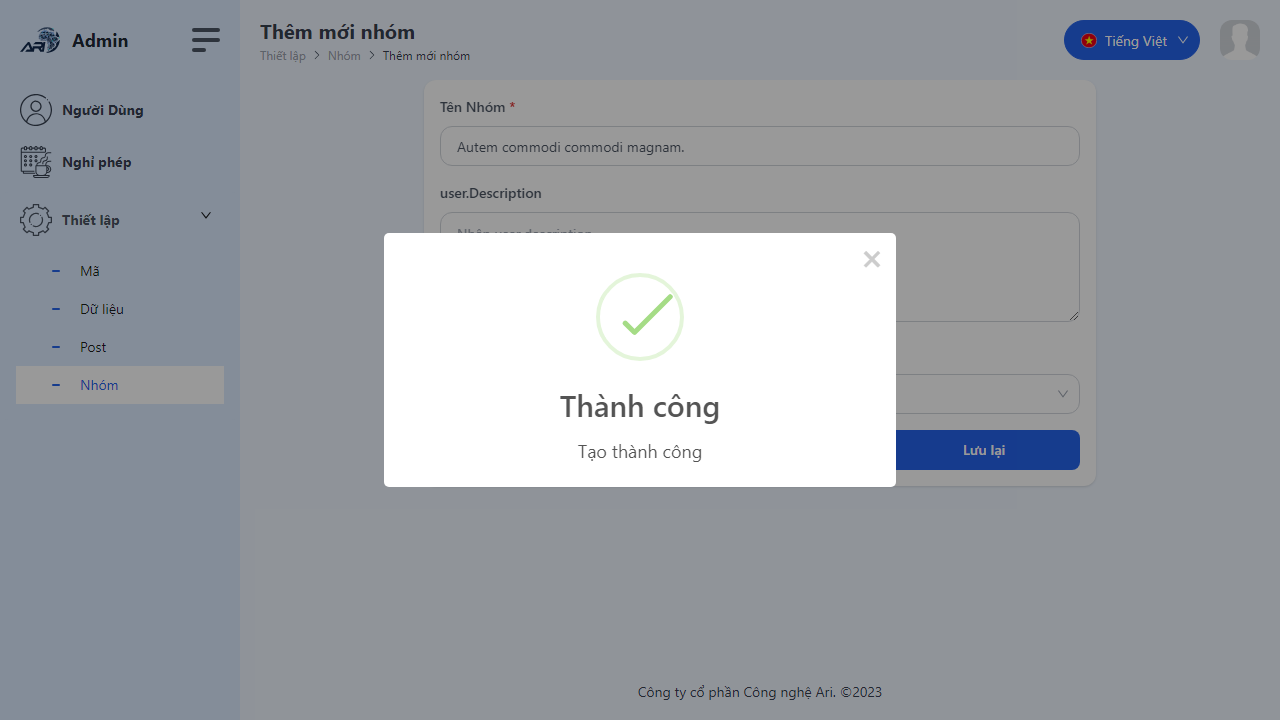 ARI
Admin
Người Dùng
Nghỉ phép
Thiết lập
Mã
Dữ liệu
Post
Nhóm
Thêm mới nhóm
Thiết lập > Nhóm > Thêm mới nhóm
Tiếng Việt
Tên Nhóm *
Autem commodi commodi magnam.
user.Description
Thành công
Tạo thành công
Lưu lại
Công ty cổ phần Công nghệ Ari. ©2023